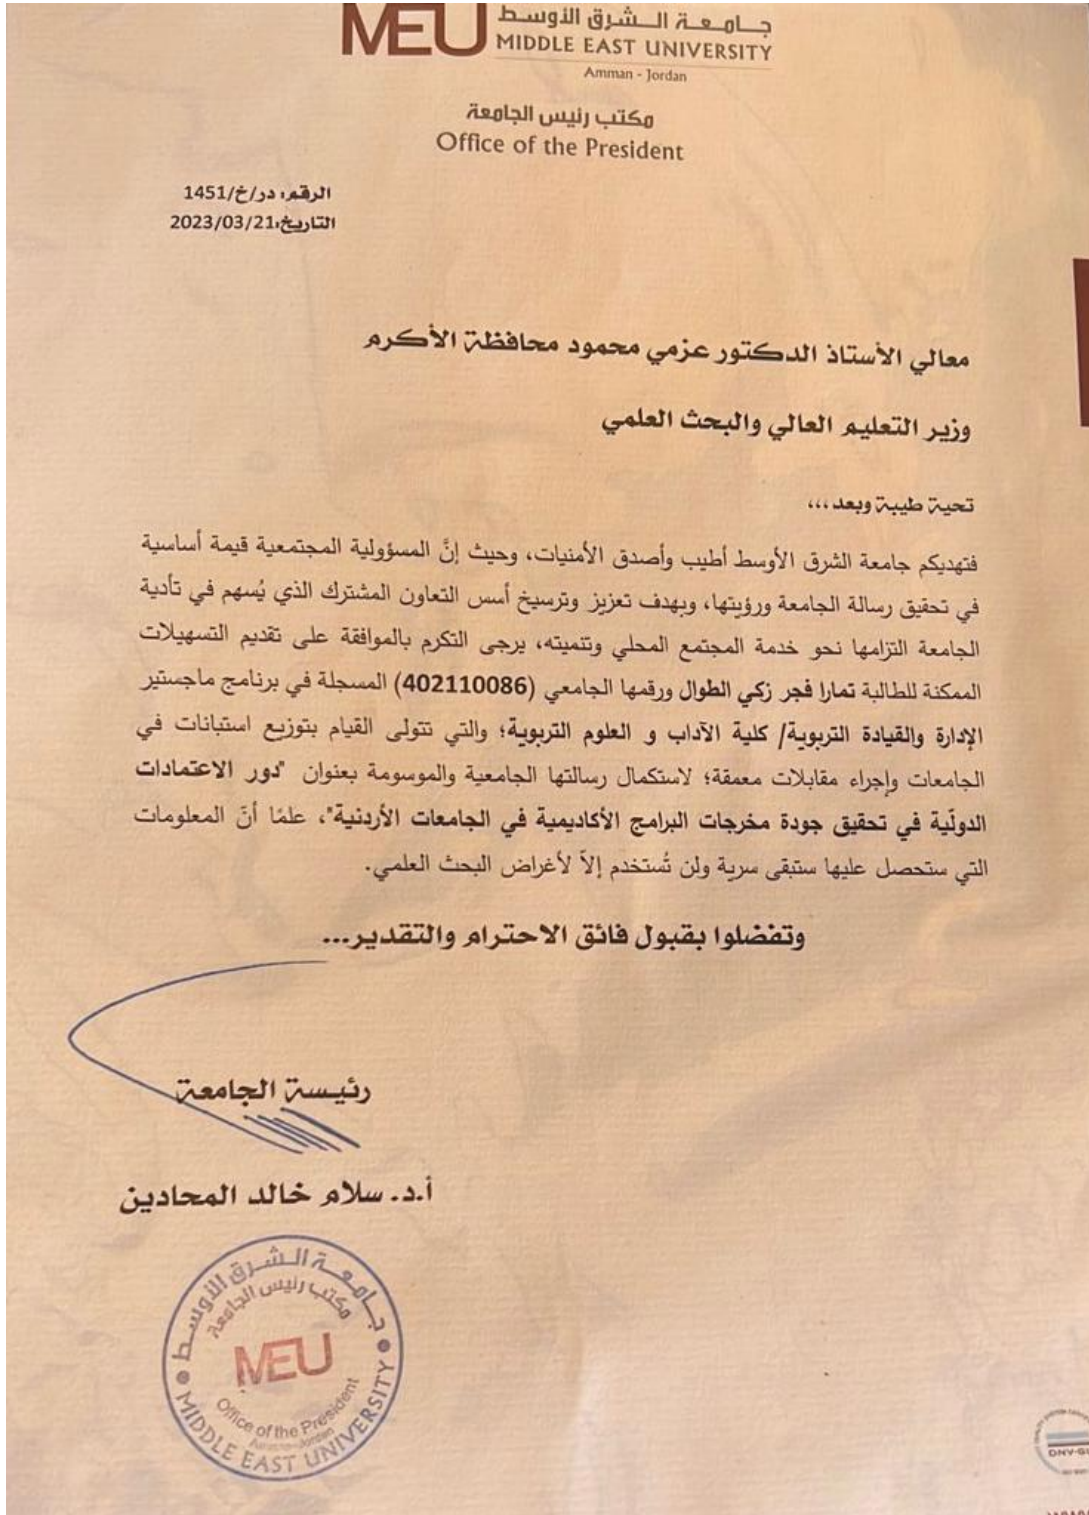 MEU
جامعة الشرق الأوسط
MIDDLE EAST UNIVERSITY
Amman - Jordan
مكتب رئيس الجامعة
Office of the President
الرقم: در/خ/1451
التاريخ: 2023/03/21
معالي الأستاذ الدكتور عزمي محمود محافظة الأكرم
وزير التعليم العالي والبحث العلمي
تحية طيبة وبعد ،،،
فتهديكم جامعة الشرق الأوسط أطيب وأصدق الأمنيات، وحيث إنَّ المسؤولية المجتمعية قيمة أساسية
في تحقيق رسالة الجامعة ورؤيتها، وبهدف تعزيز وترسيخ أسس التعاون المشترك الذي يُسهم في تأدية
الجامعة التزامها نحو خدمة المجتمع المحلي وتنميته، يرجى التكرم بالموافقة على تقديم التسهيلات
الممكنة للطالبة تمارا فجر زكي الطوال ورقمها الجامعي (402110086) المسجلة في برنامج ماجستير
الإدارة والقيادة التربوية/ كلية الآداب و العلوم التربوية؛ والتي تتولى القيام بتوزيع استبانات في
الجامعات وإجراء مقابلات معمقة؛ لاستكمال رسالتها الجامعية والموسومة بعنوان "دور الاعتمادات
الدولّية في تحقيق جودة مخرجات البرامج الأكاديمية في الجامعات الأردنية"، علمًا أنَّ المعلومات
التي ستحصل عليها ستبقى سرية ولن تُستخدم إلاّ لأغراض البحث العلمي.
وتفضلوا بقبول فائق الاحترام والتقدير...
رئيسة الجامعة
أ.د. سلام خالد المحادين
جامعة الشرق الأوسط
مكتب رئيس الجامعة
MEU
Office of the President
Amman-Jordan
MIDDLE EAST UNIVERSITY